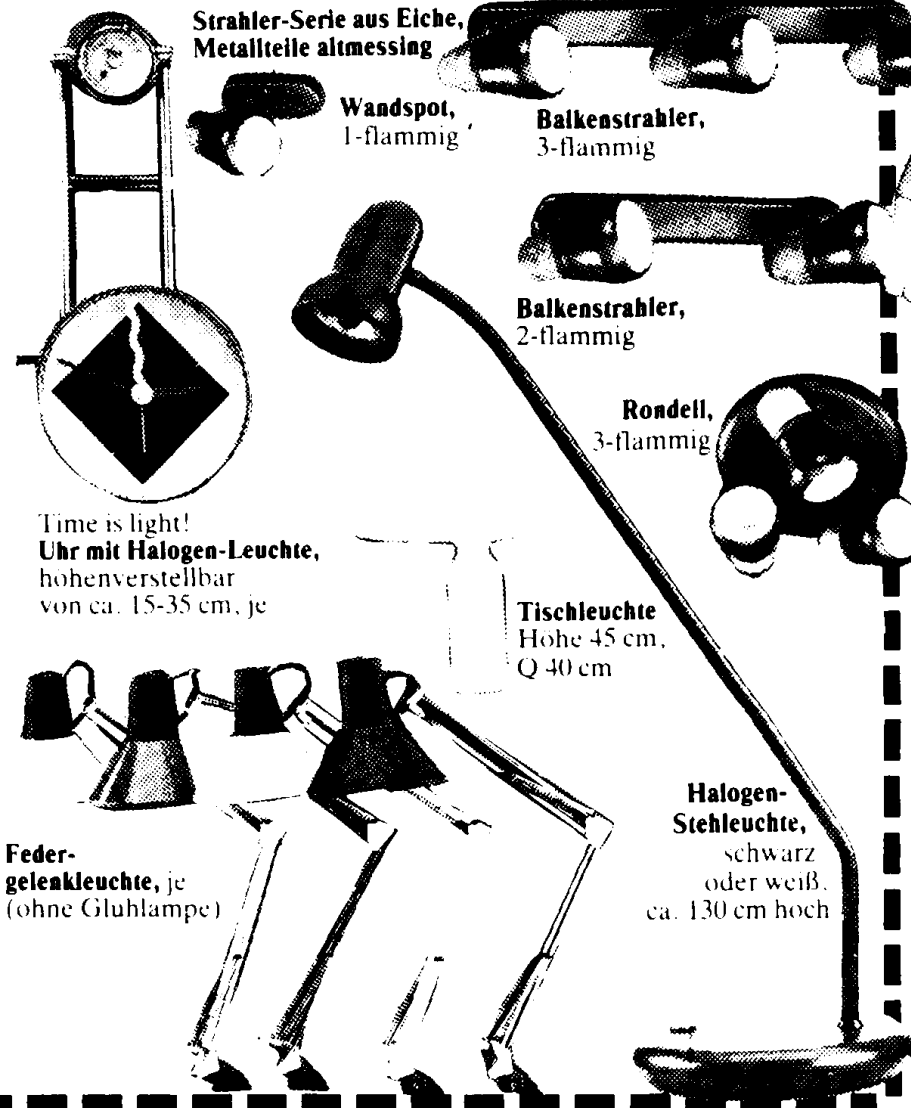 Strahler-Serie aus Eiche,
Metallteile altmessing
Wandspot,
1-flammig
Balkenstrahler,
3-flammig
Balkenstrahler,
2-flammig
Rondell,
3-flammig
Time is light!
Uhr mit Halogen-Leuchte,
höhenverstellbar
von ca. 15-35 cm, je
Tischleuchte
Höhe 45 cm,
Q 40 cm
Feder-
gelenkleuchte, je
(ohne Gluhlampe)
Halogen-
Stehleuchte,
schwarz
oder weiß,
ca. 130 cm hoch